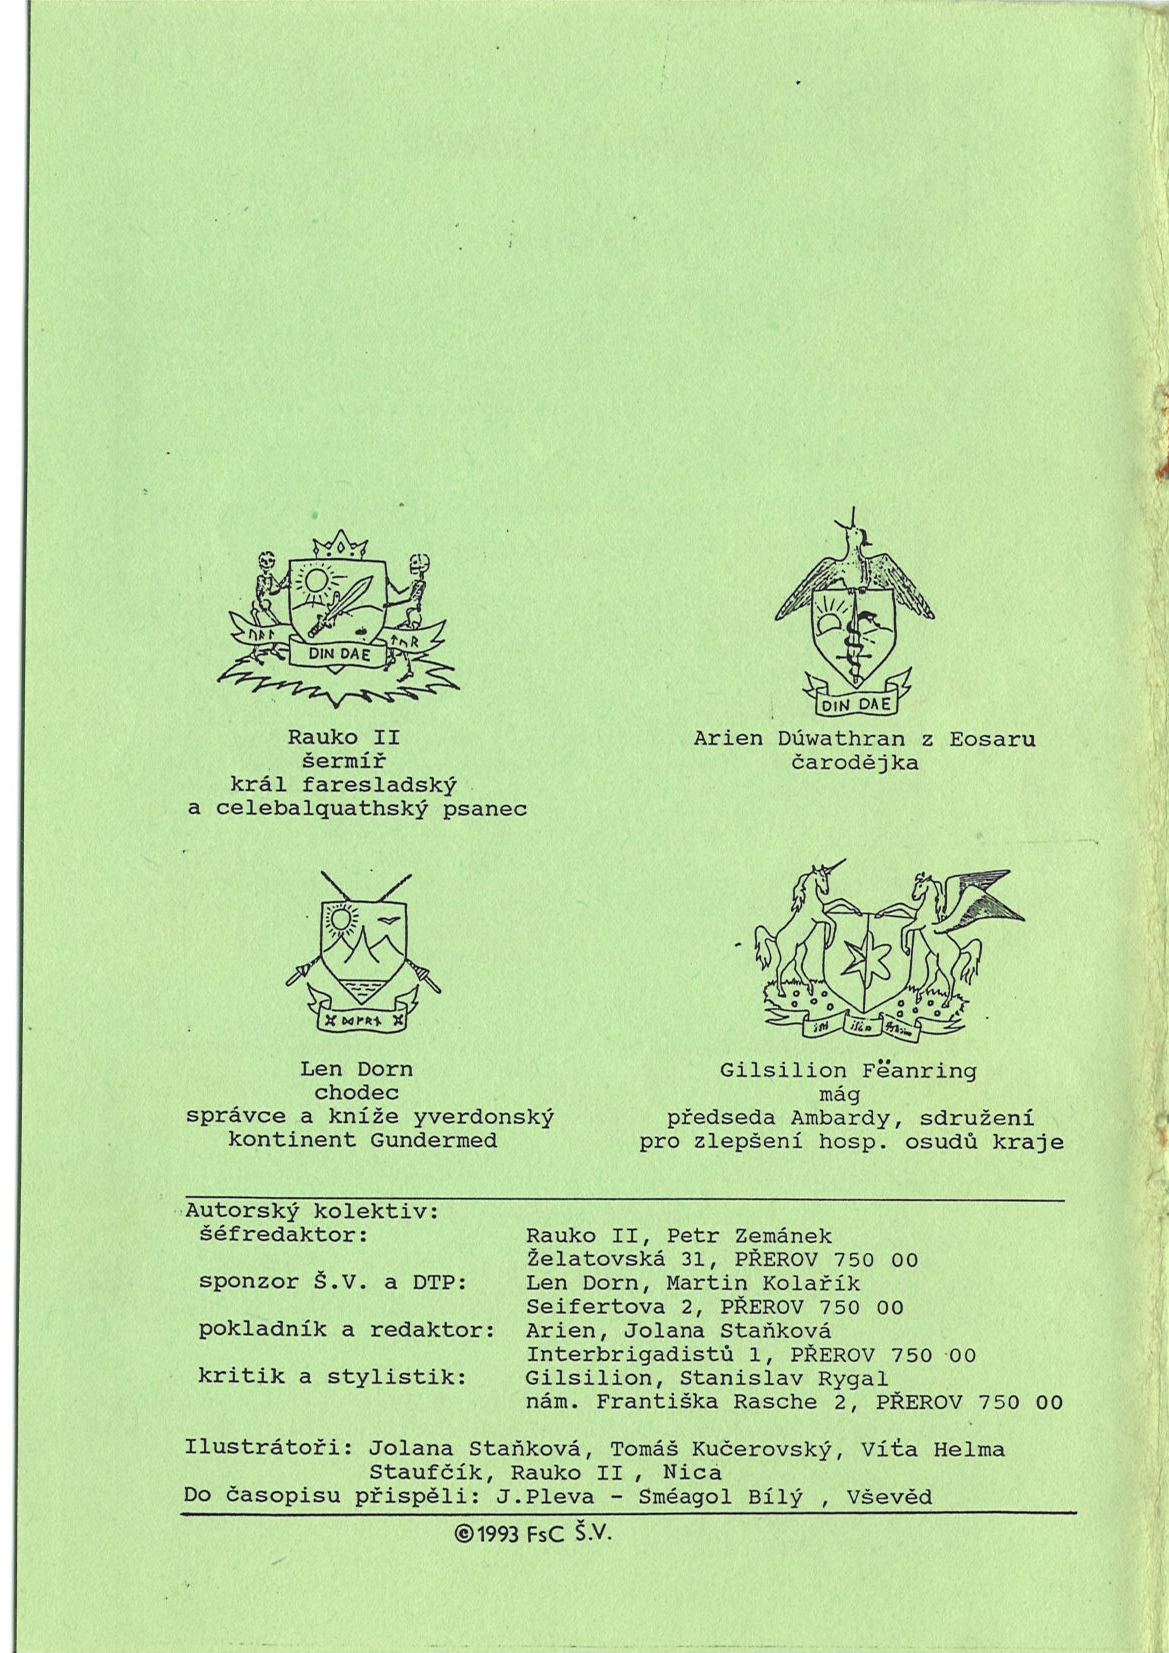 DIN DAE
Rauko II
šermíř
král faresladský
a celebalquathský psanec
DIN DAE
Arien Dúwathran z Eosaru
čarodějka
Len Dorn
chodec
správce a kníže yverdonský
kontinent Gundermed
Gilsilion Fëanring
mág
předseda Ambardy, sdružení
pro zlepšení hosp. osudů kraje
Autorský kolektiv:
šéfredaktor: Rauko II, Petr Zemánek
Želatovská 31, PŘEROV 750 00
sponzor Š.V. a DTP: Len Dorn, Martin Kolařík
Seifertova 2, PŘEROV 750 00
pokladník a redaktor: Arien, Jolana Staňková
Interbrigadistů 1, PŘEROV 750 00
kritik a stylistik: Gilsilion, Stanislav Rygal
nám. Františka Rasche 2, PŘEROV 750 00
Ilustrátoři: Jolana Staňková, Tomáš Kučerovský, Víťa Helma
Staufčík, Rauko II , Nica
Do časopisu přispěli: J.Pleva - Sméagol Bílý , Vševěd
©1993 FsC Š.V.